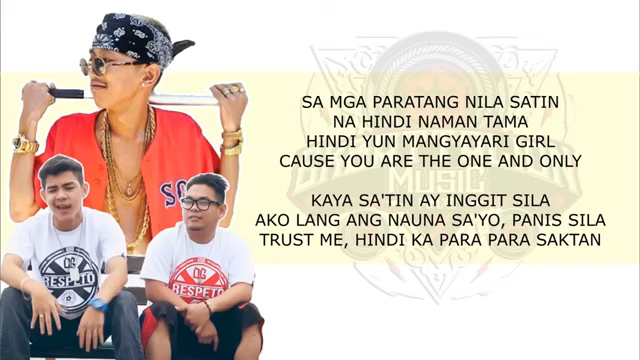 SA MGA PARATANG NILA SATIN
NA HINDI NAMAN TAMA
HINDI YUN MANGYAYARI GIRL
CAUSE YOU ARE THE ONE AND ONLY
KAYA SA'TIN AY INGGIT SILA
AKO LANG ANG NAUNA SA'YO, PANIS SILA
TRUST ME, HINDI KA PARA PARA SAKTAN
MUSIC
RESPETO
RESPETO